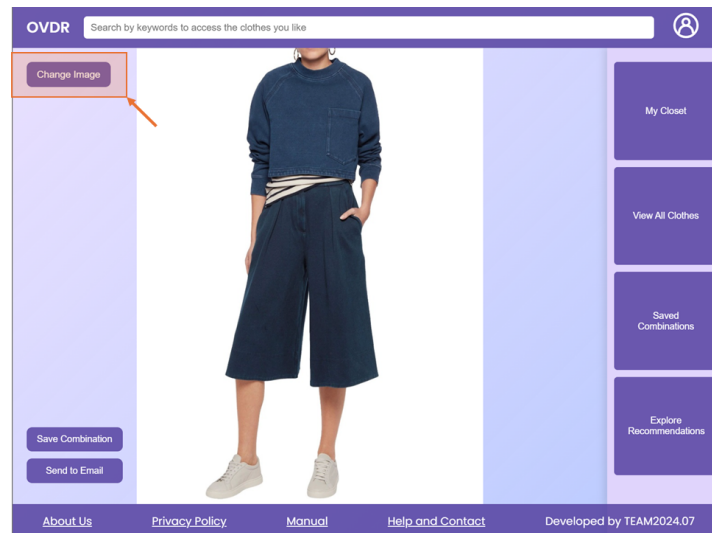 OVDR
Search by keywords to access the clothes you like
Change Image
My Closet
View All Clothes
Saved
Combinations
Explore
Recommendations
Save Combination
Send to Email
About Us
Privacy Policy
Manual
Help and Contact
Developed by TEAM2024.07